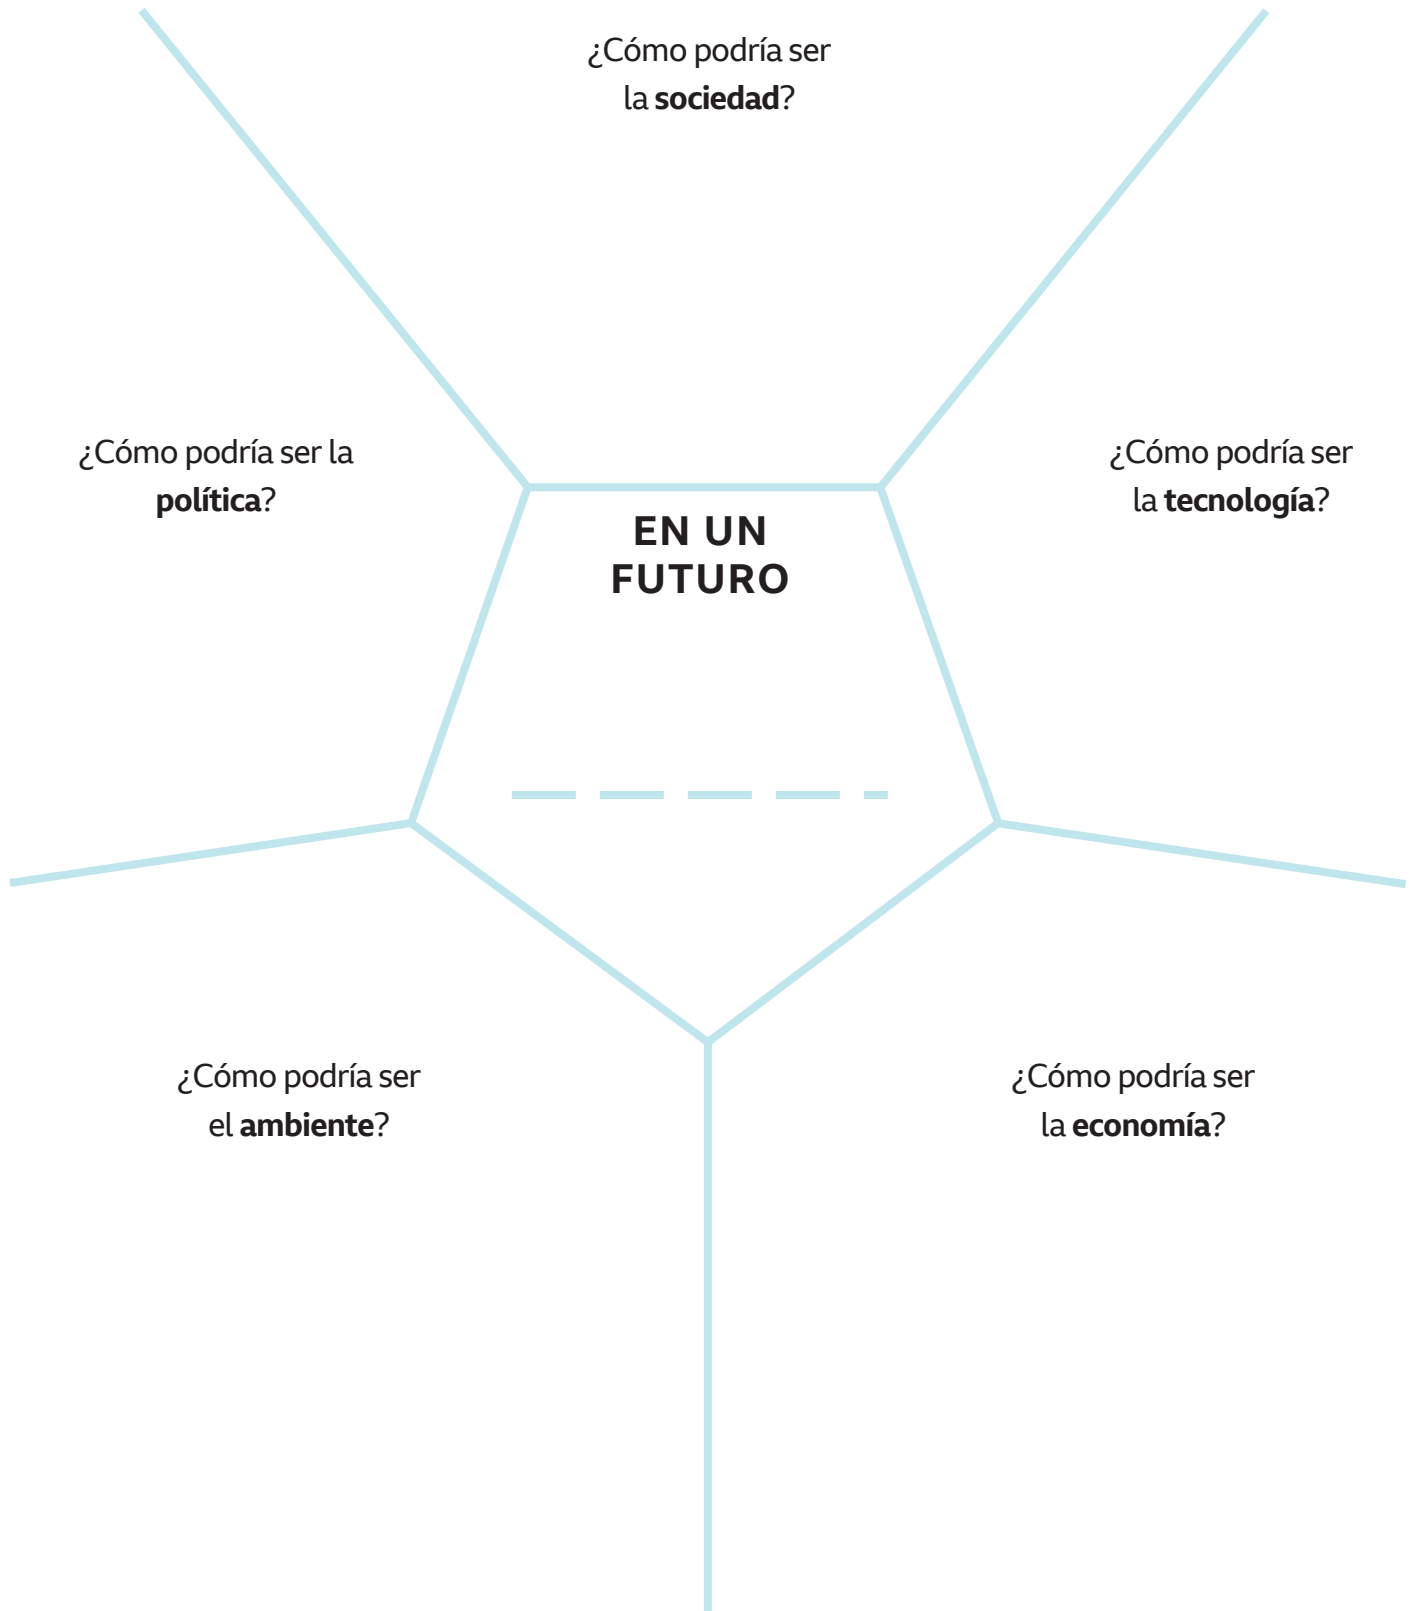 ¿Cómo podría ser
la sociedad?
¿Cómo podría ser la
política?
¿Cómo podría ser
la tecnología?
EN UN
FUTURO
¿Cómo podría ser
el ambiente?
¿Cómo podría ser
la economía?